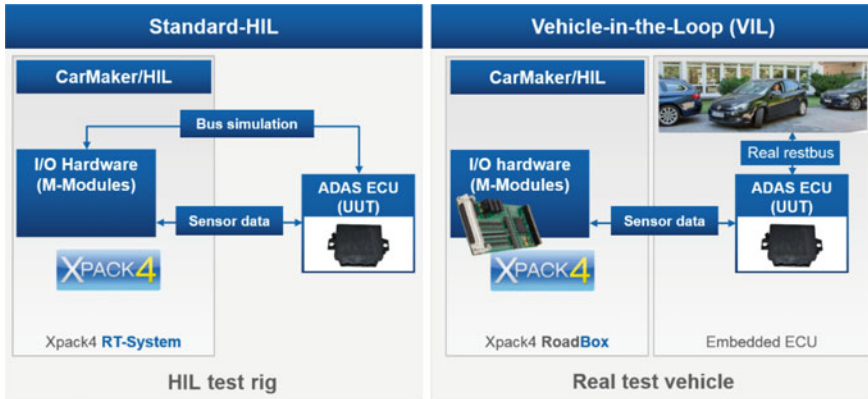 Standard-HIL
CarMaker/HIL
Bus simulation
I/O Hardware
(M-Modules)
ADAS ECU
(UUT)
Sensor data
XPACK4
Xpack4 RT-System
HIL test rig
Vehicle-in-the-Loop (VIL)
CarMaker/HIL
Real restbus
I/O hardware
(M-Modules)
ADAS ECU
(UUT)
Sensor data
XPACK4
Xpack4 RoadBox
Embedded ECU
Real test vehicle